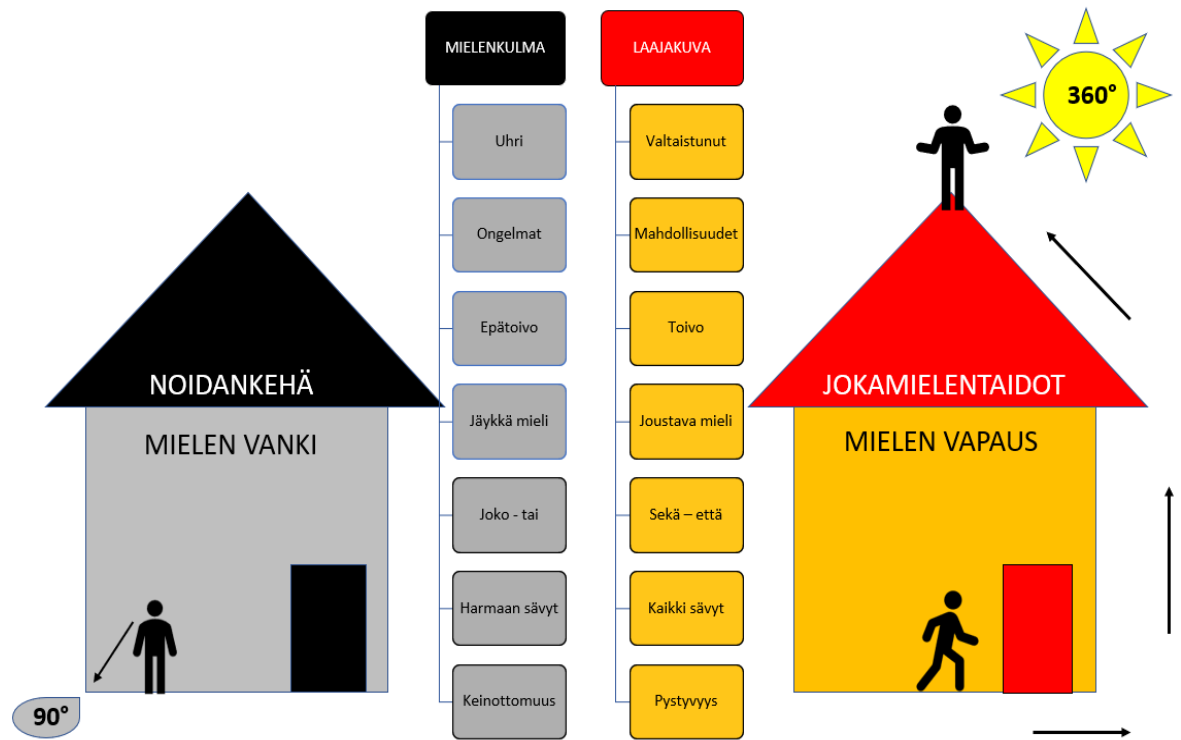 MIELENKULMA
Uhri
Ongelmat
Epätoivo
Jäykkä mieli
Joko - tai
Harmaan sävyt
Keinottomuus
LAAJAKUVA
Valtaistunut
Mahdollisuudet
Toivo
Joustava mieli
Sekä – että
Kaikki sävyt
Pystyvyys
NOIDANKEHÄ
MIELEN VANKI
90°
360°
JOKAMIELENTAIDOT
MIELEN VAPAUS